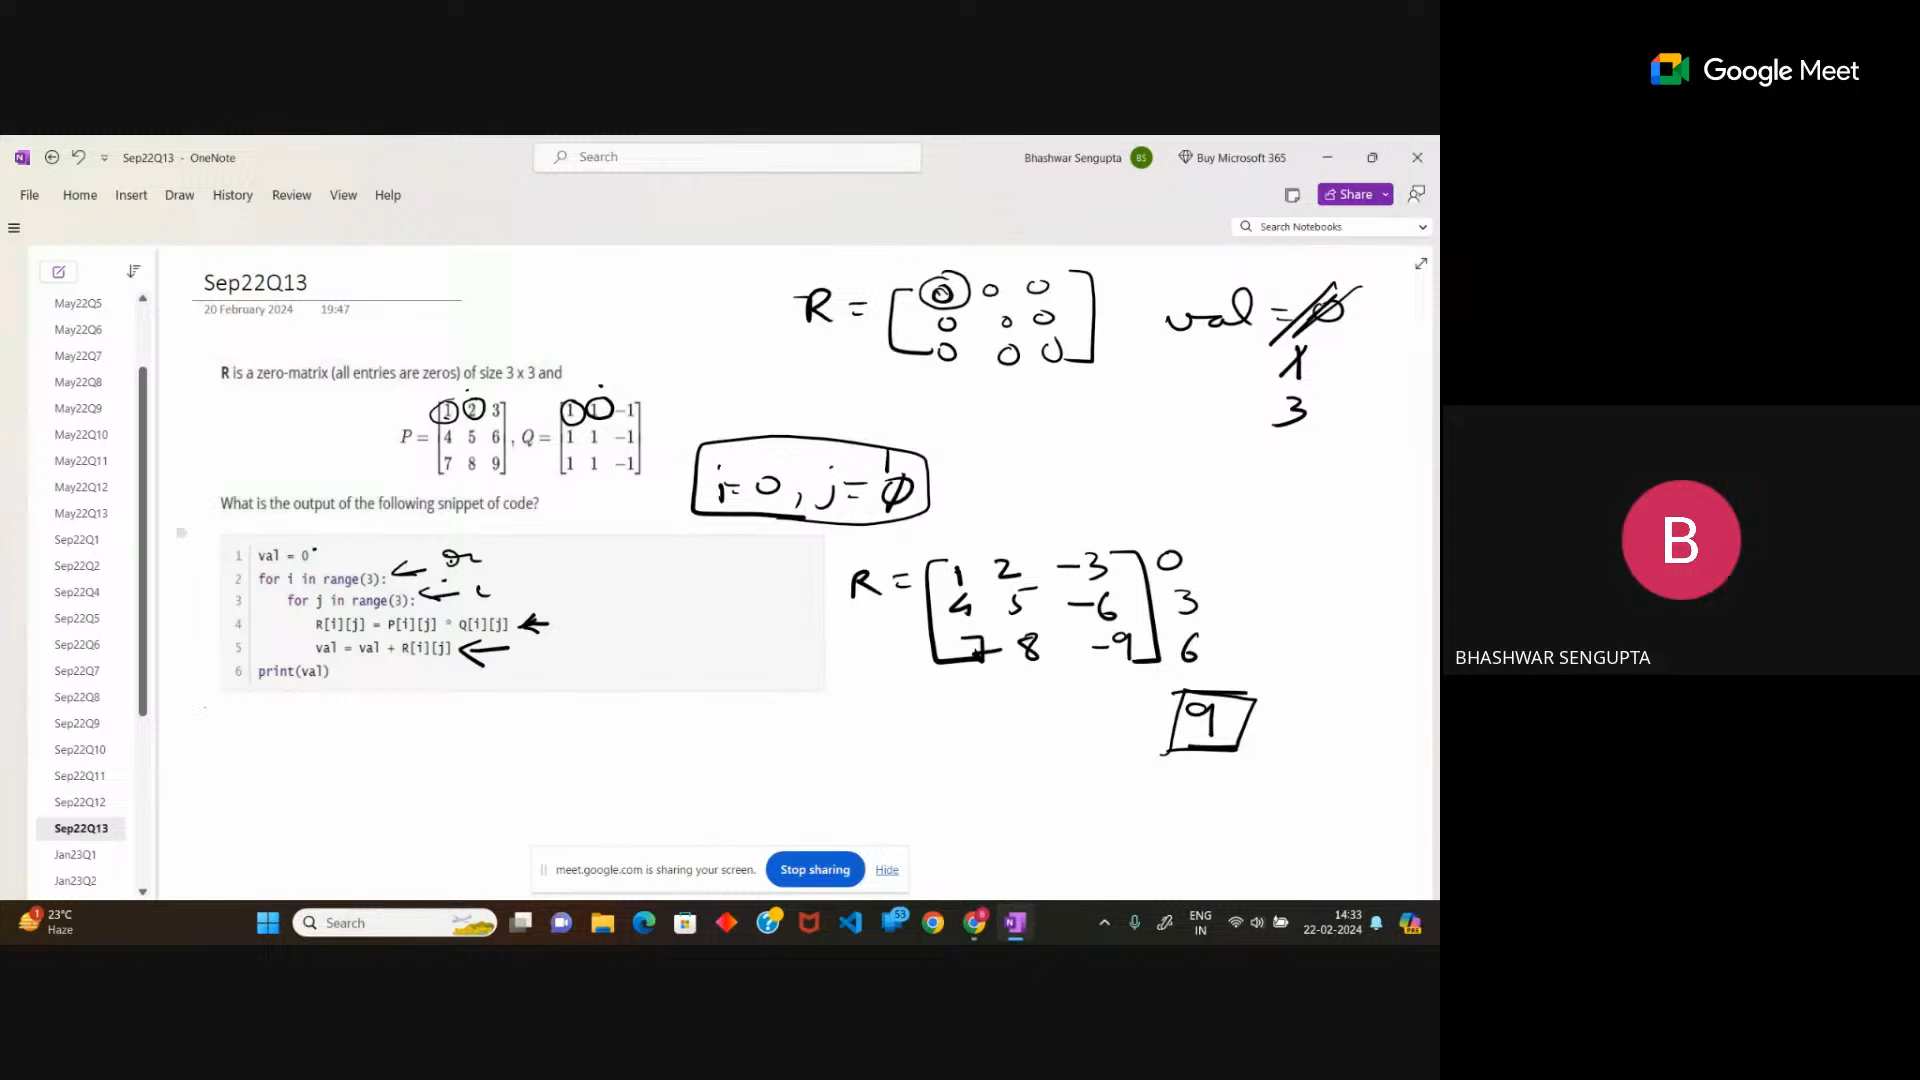 Google Meet
Sep22Q13 - OneNote
Search
Bhashwar Sengupta
BS
Buy Microsoft 365
File Home Insert Draw History Review View Help
Share
Search Notebooks
May22Q5
May22Q6
May22Q7
May22Q8
May22Q9
May22Q10
May22Q11
May22Q12
May22Q13
Sep22Q1
Sep22Q2
Sep22Q4
Sep22Q5
Sep22Q6
Sep22Q7
Sep22Q8
Sep22Q9
Sep22Q10
Sep22Q11
Sep22Q12
Sep22Q13
Jan23Q1
Jan23Q2
Sep22Q13
20 February 2024 19:47
R is a zero-matrix (all entries are zeros) of size 3 x 3 and
1 2 3 1 1 -1
P = 4 5 6 , Q = 1 1 -1
7 8 9 1 1 -1
What is the output of the following snippet of code?
1 val = 0
2 for i in range(3):
3 for j in range(3):
4 R[i][j] = P[i][j] * Q[i][j]
5 val = val + R[i][j]
6 print(val)
0 0 0
R = 0 0 0
0 0 0
val = 0
1
3
1
i = 0 , j = 0
1 2 -3 0
R = 4 5 -6 3
7 8 -9 6
9
meet.google.com is sharing your screen.
Stop sharing
Hide
B
BHASHWAR SENGUPTA
1
23°C
Haze
Search
53
ENG
IN
14:33
22-02-2024
PRE